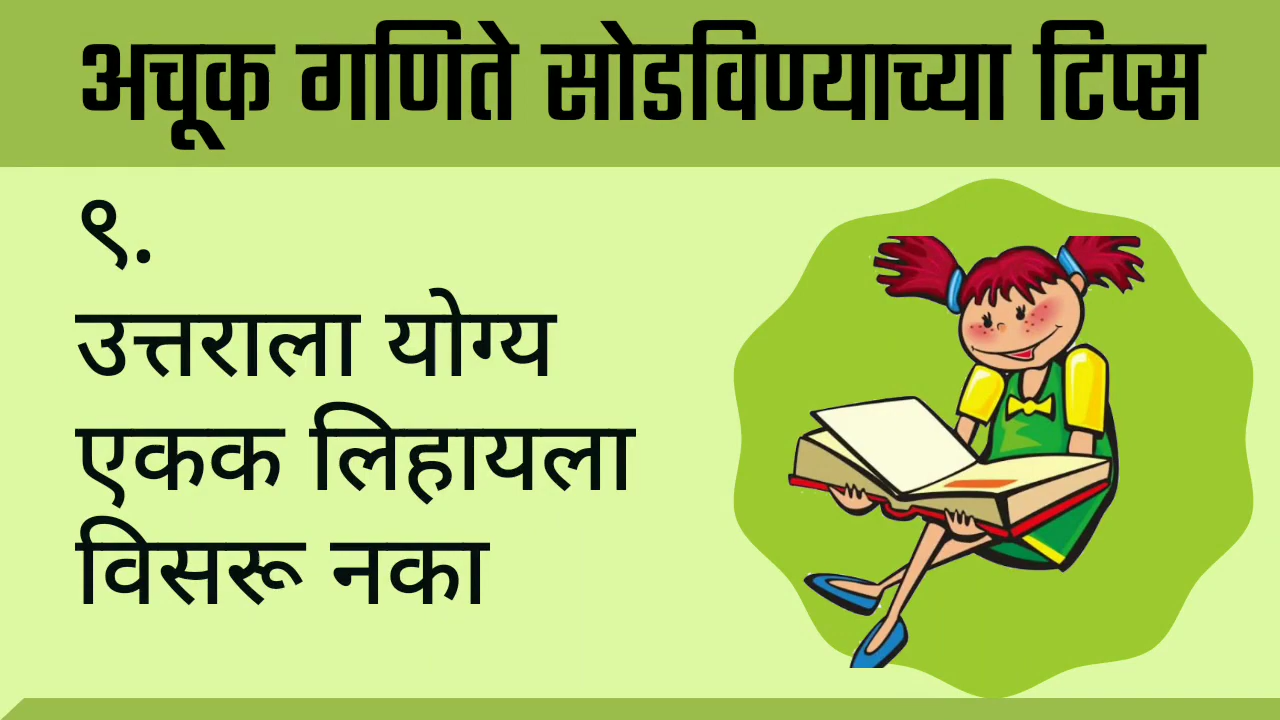 अचूक गणिते सोडविण्याच्या टिप्स
९.
उत्तराला योग्य
एकक लिहायला
विसरू नका